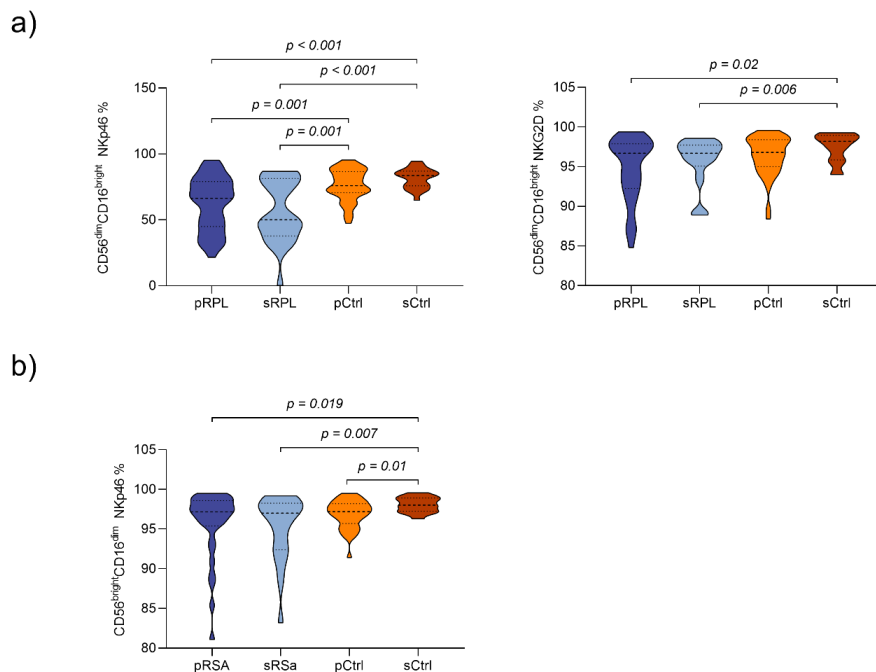 a)
p < 0.001
p < 0.001
p = 0.001
p = 0.001
150
100
50
0
CD56dimCD16bright NKp46 %
pRPL sRPL pCtrl sCtrl
p = 0.02
p = 0.006
105
100
95
90
85
80
CD56dimCD16bright NKG2D %
pRPL sRPL pCtrl sCtrl
b)
p = 0.019
p = 0.007
p = 0.01
105
100
95
90
85
80
CD56brightCD16dim NKp46 %
pRSA sRSa pCtrl sCtrl